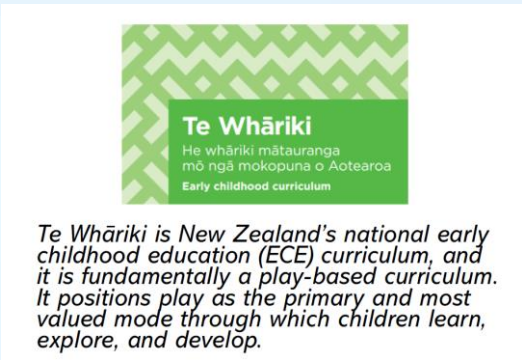 Te Whāriki
He whāriki mātauranga
mō ngā mokopuna o Aotearoa
Early childhood curriculum
Te Whāriki is New Zealand’s national early
childhood education (ECE) curriculum, and
it is fundamentally a play-based curriculum.
It positions play as the primary and most
valued mode through which children learn,
explore, and develop.